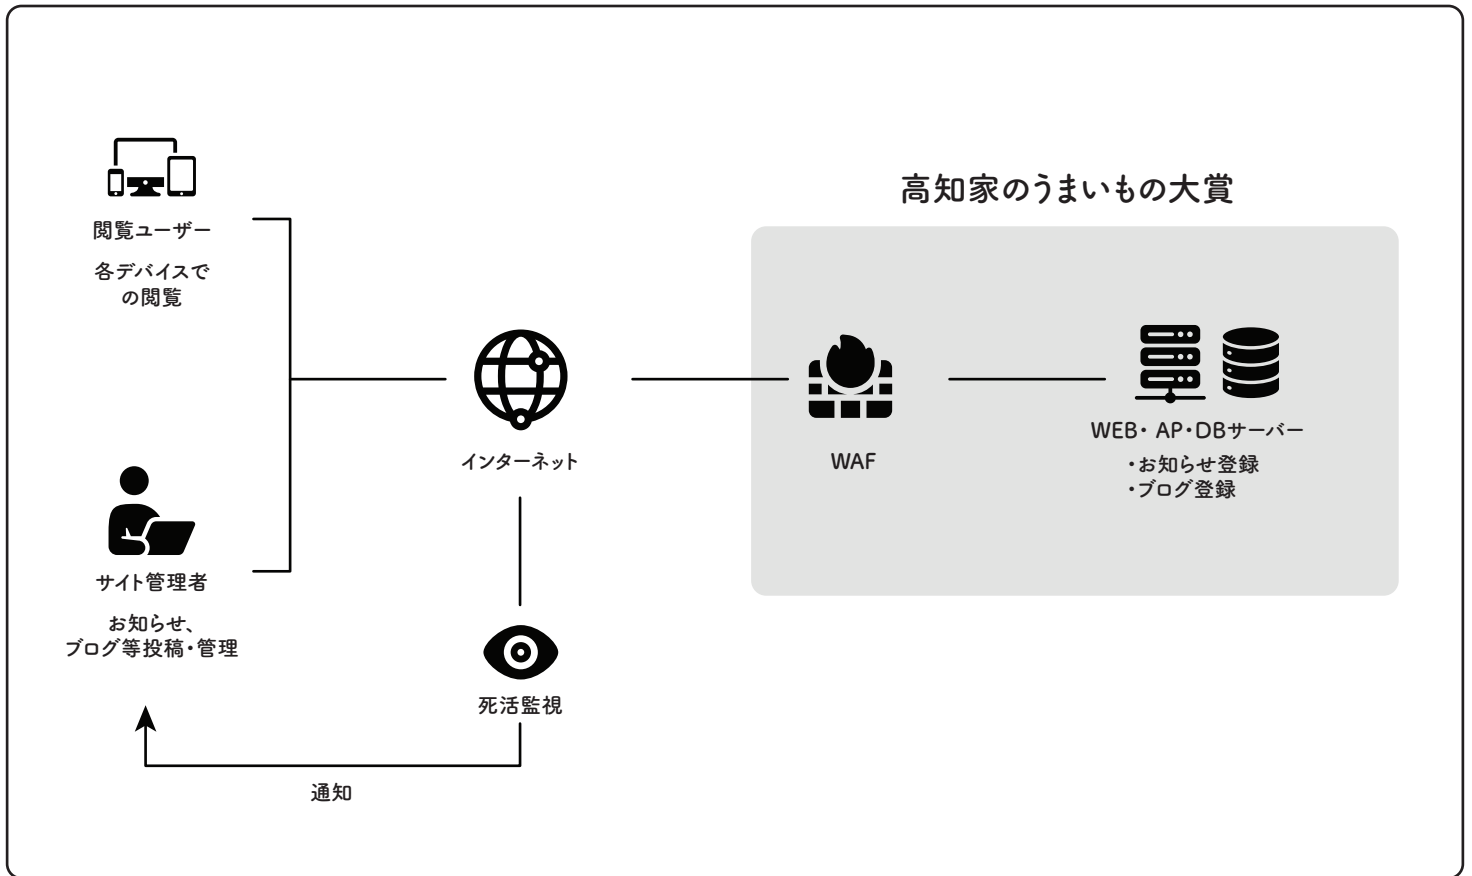 高知家のうまいもの大賞
閲覧ユーザー
各デバイスで
の閲覧
サイト管理者
お知らせ、
ブログ等投稿・管理
インターネット
死活監視
通知
WAF
WEB・ AP・DBサーバー
・お知らせ登録
・ブログ登録